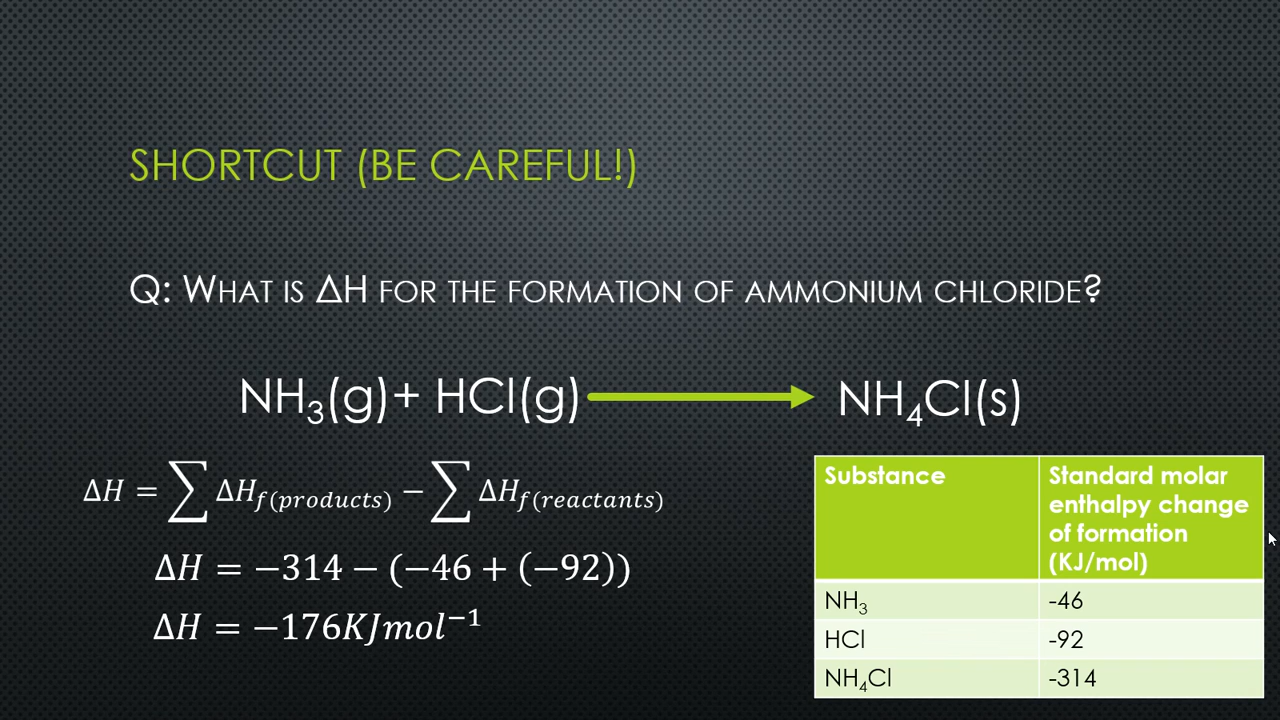 SHORTCUT (BE CAREFUL!)
Q: WHAT IS ΔH FOR THE FORMATION OF AMMONIUM CHLORIDE?
NH₃(g)+ HCl(g) → NH₄Cl(s)
ΔH = ∑ ΔH_f(products) − ∑ ΔH_f(reactants)
ΔH = −314 − (−46 + (−92))
ΔH = −176KJmol⁻¹
Substance Standard molar
enthalpy change
of formation
(KJ/mol)
NH₃ -46
HCl -92
NH₄Cl -314